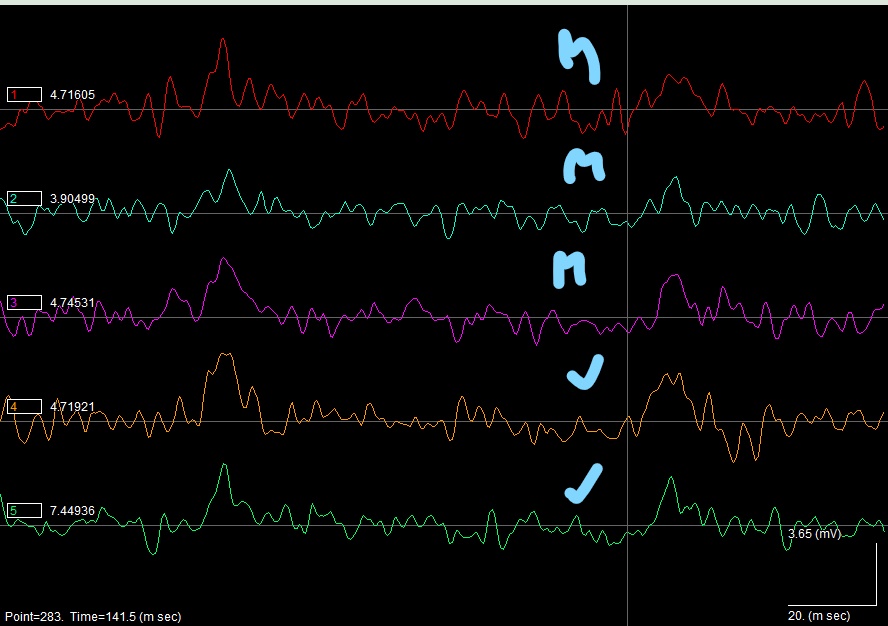 1 4.71605
2 3.90499
3 4.74531
4 4.71921
5 7.44936
3.65 (mV)
Point=283. Time=141.5 (m sec)
20. (m sec)